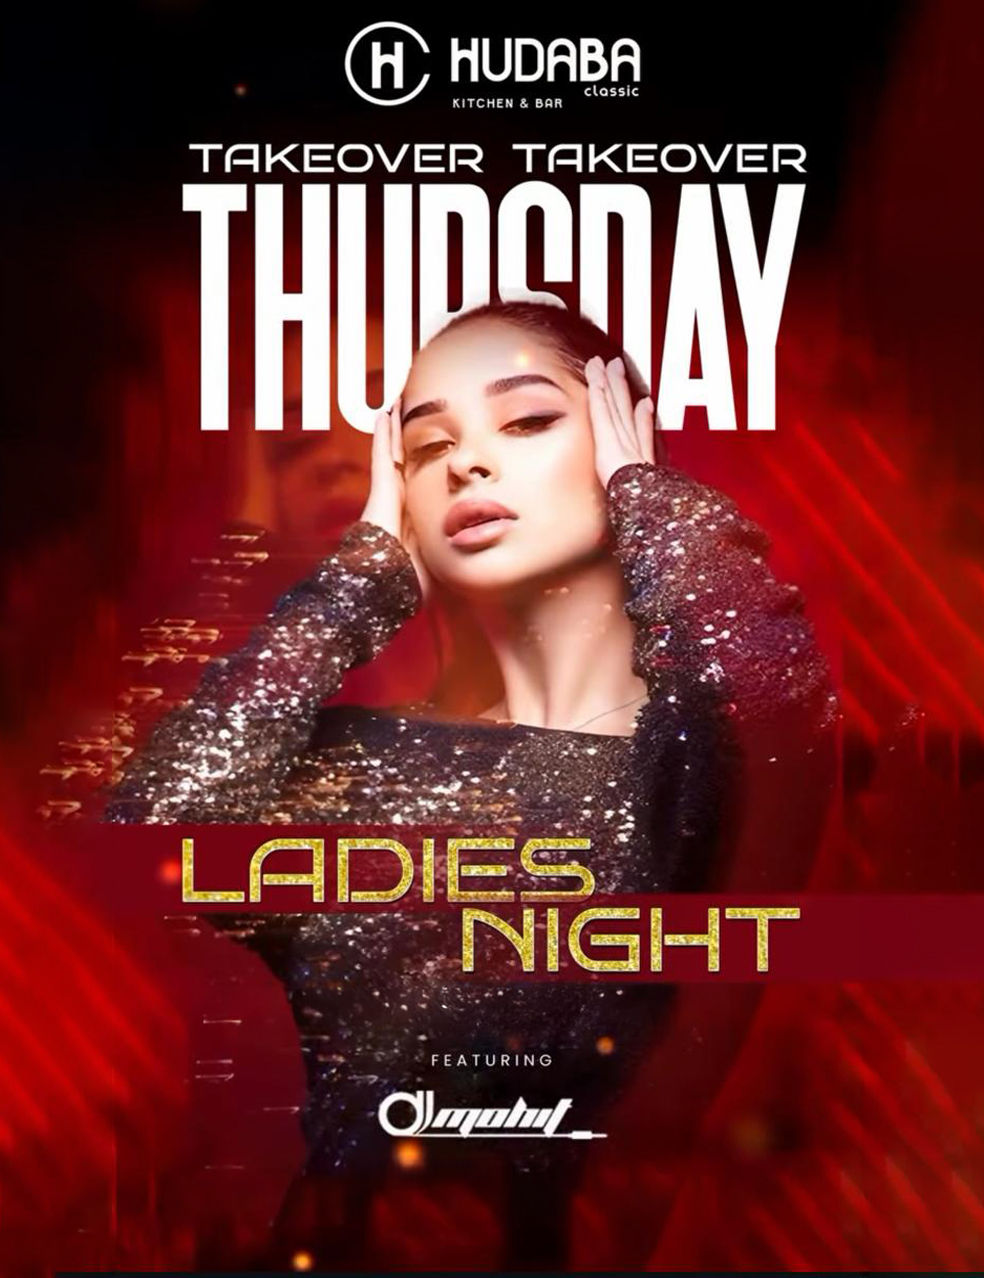 H HUDABA
classic
KITCHEN & BAR
TAKEOVER TAKEOVER
THURSDAY
LADIES
NIGHT
FEATURING
DJ mohit